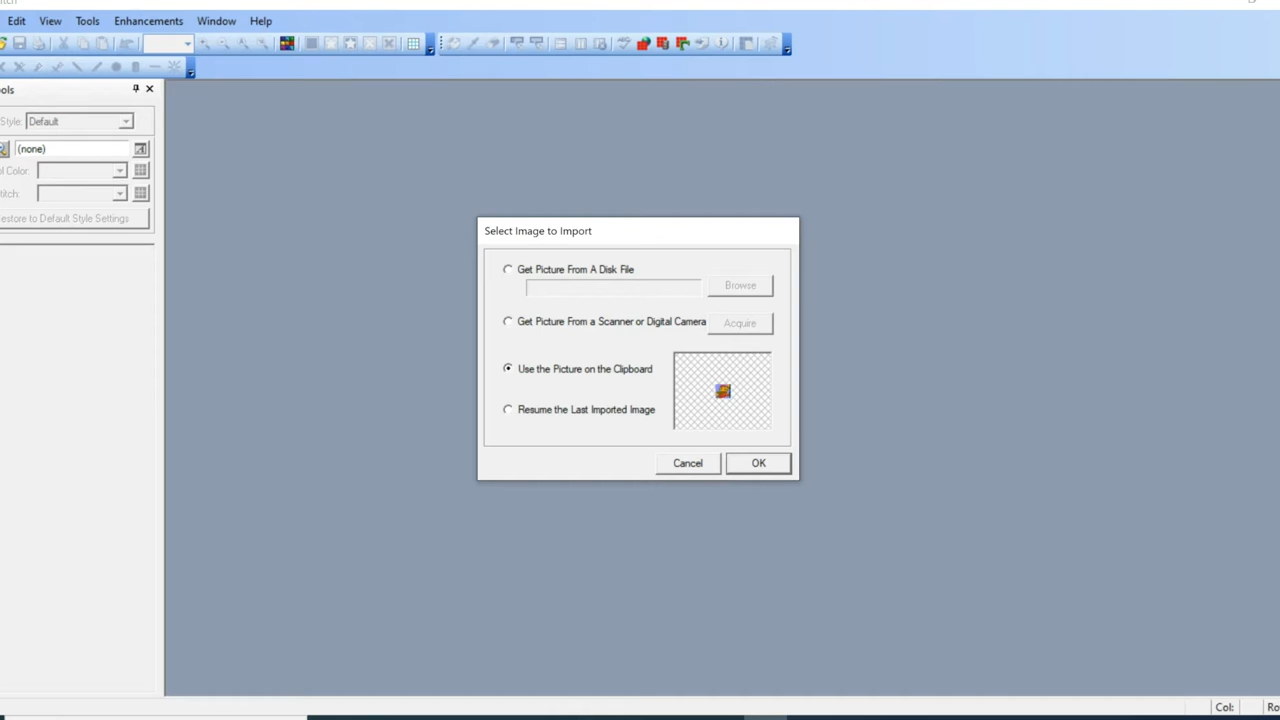 Edit View Tools Enhancements Window Help
ools
Style: Default
(none)
l Color:
titch:
estore to Default Style Settings
Select Image to Import
Get Picture From A Disk File
Browse
Get Picture From a Scanner or Digital Camera Acquire
Use the Picture on the Clipboard
Resume the Last Imported Image
Cancel OK
Col: Ro